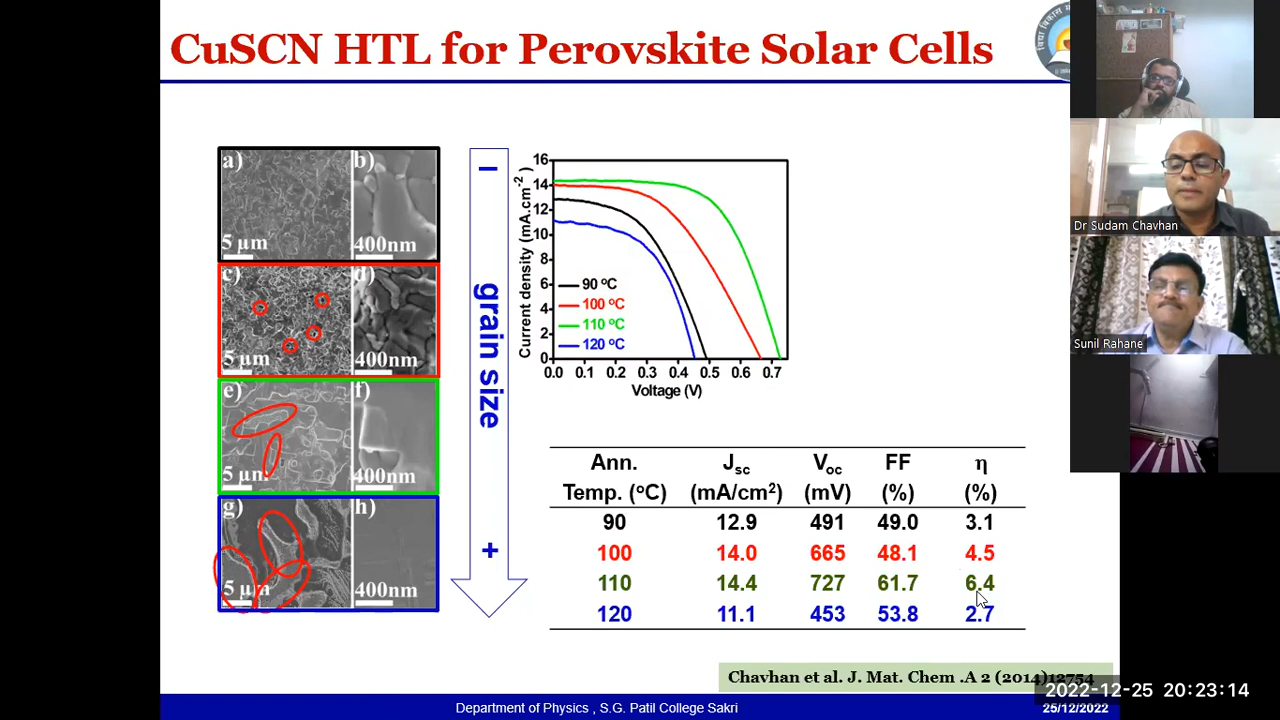 CuSCN HTL for Perovskite Solar Cells
a)
b)
5 µm
400nm
c)
d)
5 µm
400nm
e)
f)
5 µm
400nm
g)
h)
5 µm
400nm
−
grain size
+
Current density (mA.cm-2)
16
14
12
10
8
6
4
2
0
90 ºC
100 ºC
110 ºC
120 ºC
0.0 0.1 0.2 0.3 0.4 0.5 0.6 0.7
Voltage (V)
Ann. Jsc Voc FF η
Temp. (ºC) (mA/cm2) (mV) (%) (%)
90 12.9 491 49.0 3.1
100 14.0 665 48.1 4.5
110 14.4 727 61.7 6.4
120 11.1 453 53.8 2.7
Chavhan et al. J. Mat. Chem .A 2 (2014)12754
Department of Physics , S.G. Patil College Sakri
25/12/2022
Dr Sudam Chavhan
Sunil Rahane
2022-12-25 20:23:14